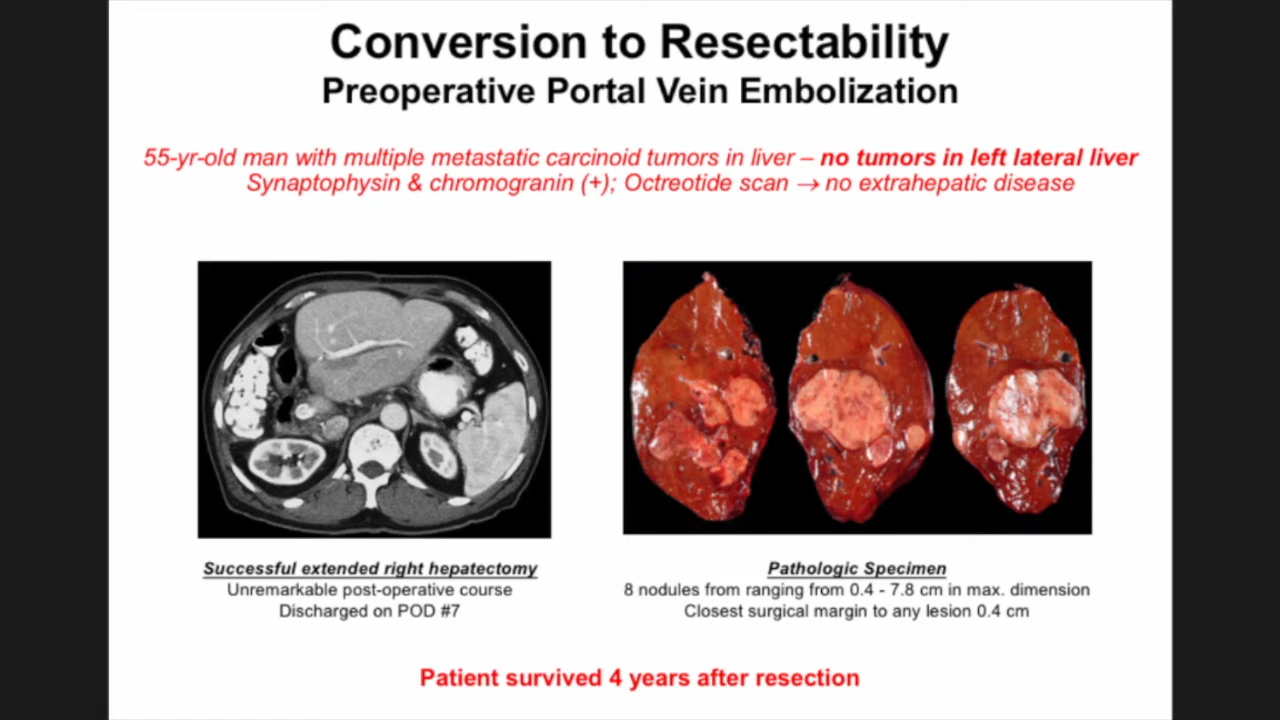 Conversion to Resectability
Preoperative Portal Vein Embolization
55-yr-old man with multiple metastatic carcinoid tumors in liver – no tumors in left lateral liver
Synaptophysin & chromogranin (+); Octreotide scan → no extrahepatic disease
Successful extended right hepatectomy
Unremarkable post-operative course
Discharged on POD #7
Pathologic Specimen
8 nodules from ranging from 0.4 - 7.8 cm in max. dimension
Closest surgical margin to any lesion 0.4 cm
Patient survived 4 years after resection